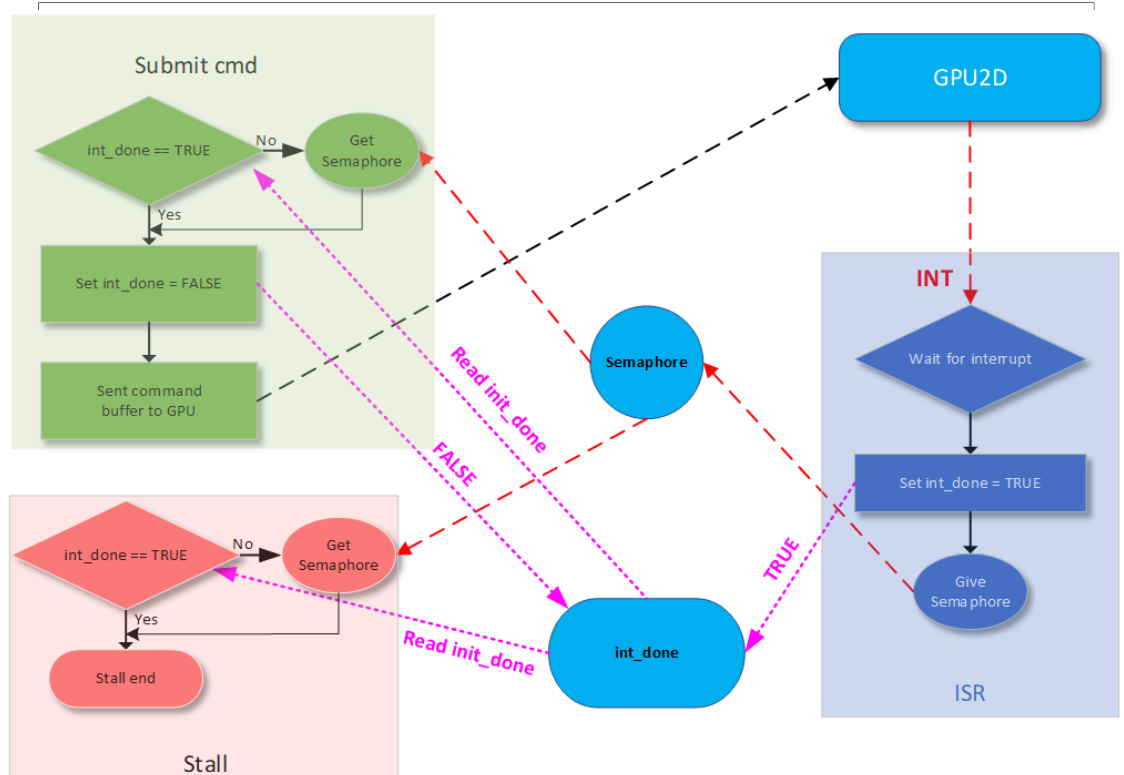 Submit cmd
int_done == TRUE
No
Get
Semaphore
Yes
Set int_done = FALSE
Sent command
buffer to GPU
GPU2D
INT
Wait for interrupt
Set int_done = TRUE
Give
Semaphore
ISR
Semaphore
Read init_done
FALSE
TRUE
int_done
Read init_done
int_done == TRUE
No
Get
Semaphore
Yes
Stall end
Stall